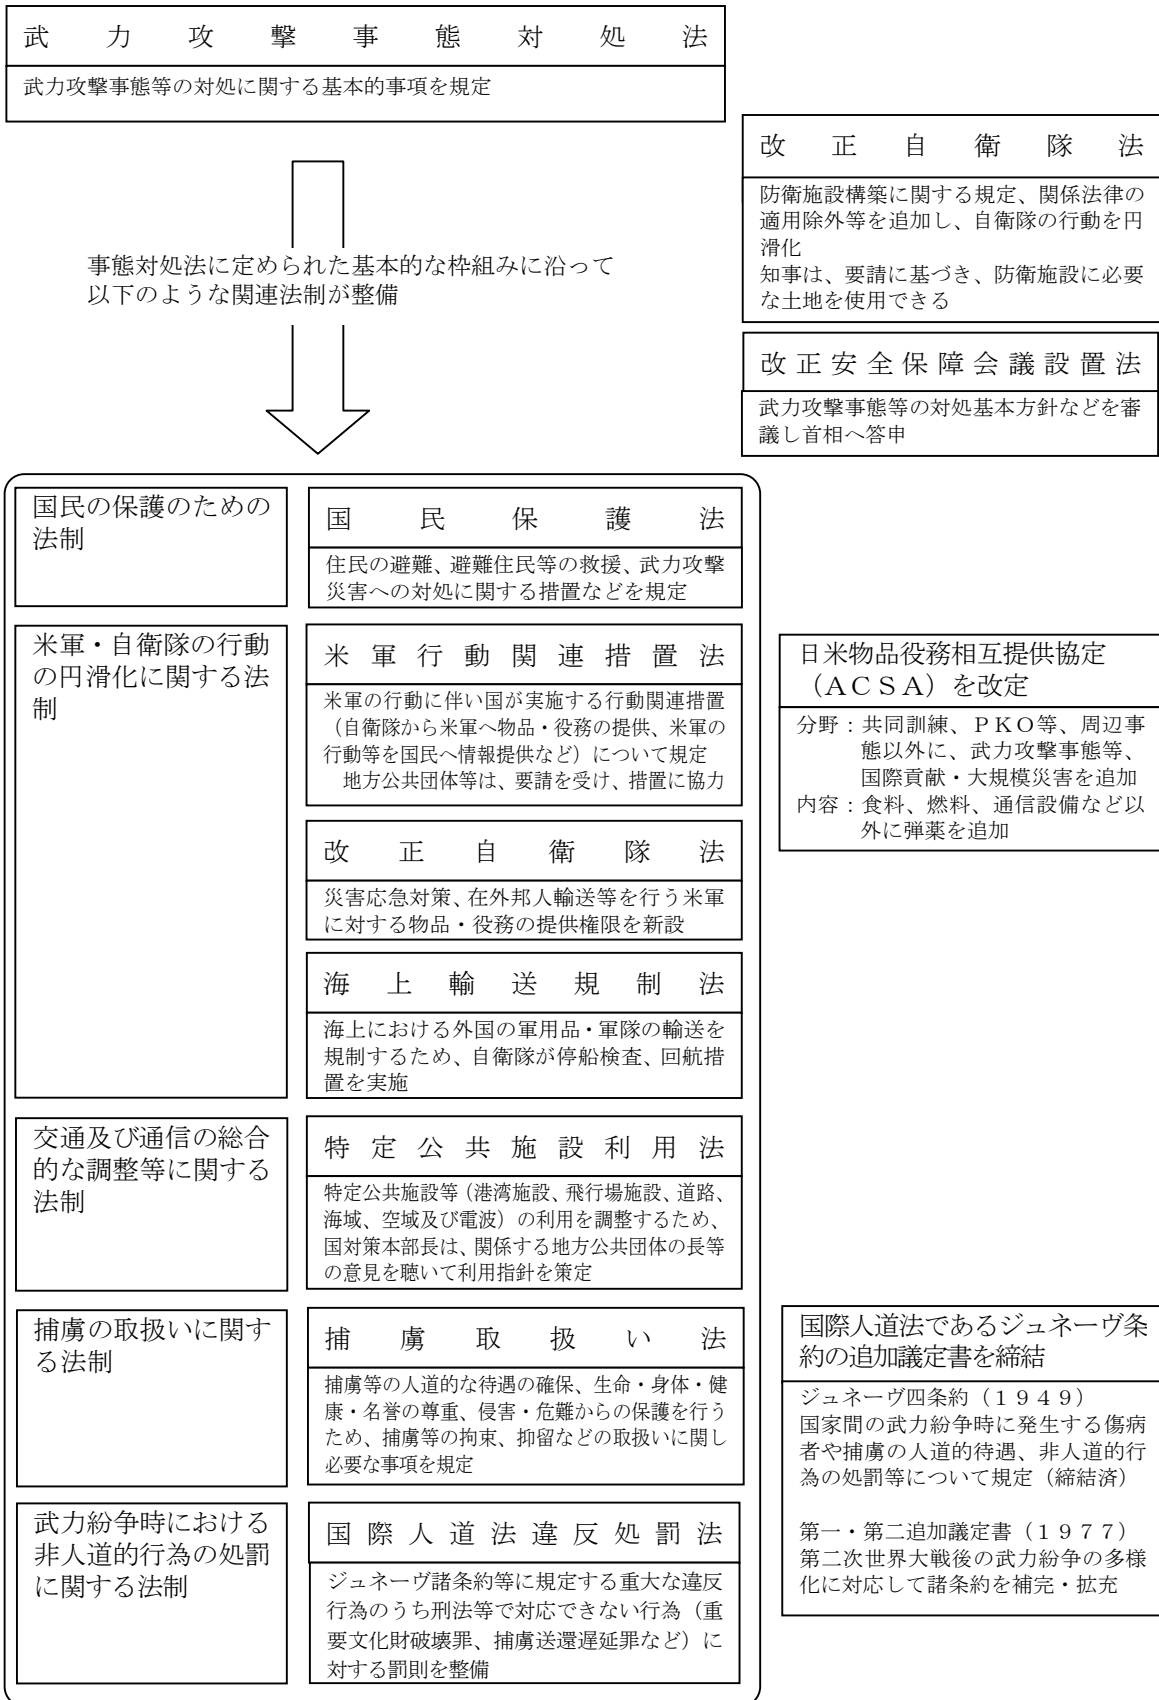 武力攻撃事態対処法
武力攻撃事態等の対処に関する基本的事項を規定
改正自衛隊法
防衛施設構築に関する規定、関係法律の
適用除外等を追加し、自衛隊の行動を円
滑化
知事は、要請に基づき、防衛施設に必要
な土地を使用できる
事態対処法に定められた基本的な枠組みに沿って
以下のような関連法制が整備
改正安全保障会議設置法
武力攻撃事態等の対処基本方針などを審
議し首相へ答申
国民の保護のための
法制
国民保護法
住民の避難、避難住民等の救援、武力攻撃
災害への対処に関する措置などを規定
米軍・自衛隊の行動
の円滑化に関する法
制
米軍行動関連措置法
米軍の行動に伴い国が実施する行動関連措置
（自衛隊から米軍へ物品・役務の提供、米軍の
行動等を国民へ情報提供など）について規定
地方公共団体等は、要請を受け、措置に協力
日米物品役務相互提供協定
（ＡＣＳＡ）を改定
分野：共同訓練、ＰＫＯ等、周辺事
態以外に、武力攻撃事態等、
国際貢献・大規模災害を追加
内容：食料、燃料、通信設備など以
外に弾薬を追加
改正自衛隊法
災害応急対策、在外邦人輸送等を行う米軍
に対する物品・役務の提供権限を新設
海上輸送規制法
海上における外国の軍用品・軍隊の輸送を
規制するため、自衛隊が停船検査、回航措
置を実施
交通及び通信の総合
的な調整等に関する
法制
特定公共施設利用法
特定公共施設等（港湾施設、飛行場施設、道路、
海域、空域及び電波）の利用を調整するため、
国対策本部長は、関係する地方公共団体の長等
の意見を聴いて利用指針を策定
捕虜の取扱いに関す
る法制
捕虜取扱い法
捕虜等の人道的な待遇の確保、生命・身体・健
康・名誉の尊重、侵害・危難からの保護を行う
ため、捕虜等の拘束、抑留などの取扱いに関し
必要な事項を規定
国際人道法であるジュネーヴ条
約の追加議定書を締結
ジュネーヴ四条約（１９４９）
国家間の武力紛争時に発生する傷病
者や捕虜の人道的待遇、非人道的行
為の処罰等について規定（締結済）
第一・第二追加議定書（１９７７）
第二次世界大戦後の武力紛争の多様
化に対応して諸条約を補完・拡充
武力紛争時における
非人道的行為の処罰
に関する法制
国際人道法違反処罰法
ジュネーヴ諸条約等に規定する重大な違反
行為のうち刑法等で対応できない行為（重
要文化財破壊罪、捕虜送還遅延罪など）に
対する罰則を整備